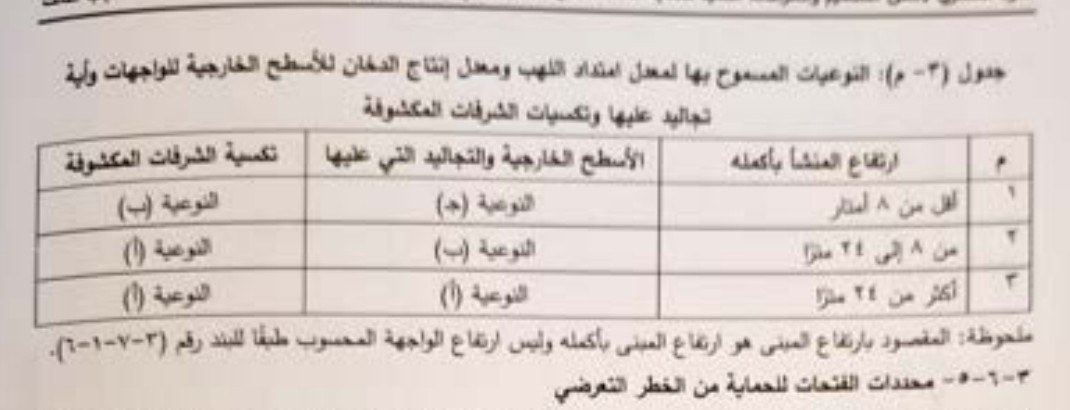 جدول (٣- م): النوعيات المسموح بها لمعدل امتداد اللهب ومعدل إنتاج الدخان للأسطح الخارجية للواجهات وأية
تجاليد عليها وتكسيات الشرفات المكشوفة
م ارتفاع المنشأ بأكمله الأسطح الخارجية والتجاليد التي عليها تكسية الشرفات المكشوفة
١ أقل من ٨ أمتار النوعية (جـ) النوعية (ب)
٢ من ٨ إلى ٢٤ مترًا النوعية (ب) النوعية (أ)
٣ أكثر من ٢٤ مترًا النوعية (أ) النوعية (أ)
ملحوظة: المقصود بارتفاع المبنى هو ارتفاع المبنى بأكمله وليس ارتفاع الواجهة المحسوب طبقًا للبند رقم (٣-٧-١-٦).
٣-٦-٥- محددات الفتحات للحماية من الخطر التعرضي